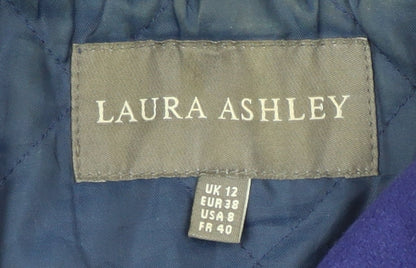 LAURA ASHLEY
UK 12
EUR 38
USA 8
FR 40